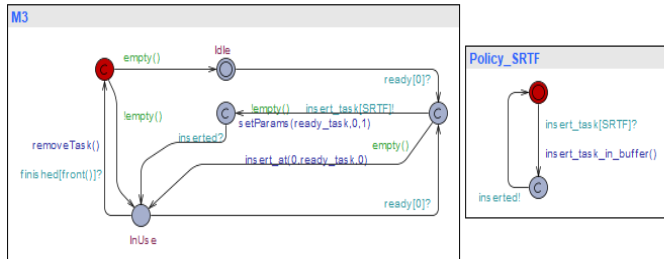 M3
Policy_SRTF
empty()
Idle
ready[0]?
!empty()
!empty() insert_task[SRTF]!
C
C
C
setParams(ready_task,0,1)
inserted?
empty()
removeTask()
insert_at(0,ready_task,0)
finished[front()]?
ready[0]?
InUse
insert_task[SRTF]?
insert_task_in_buffer()
C
inserted!